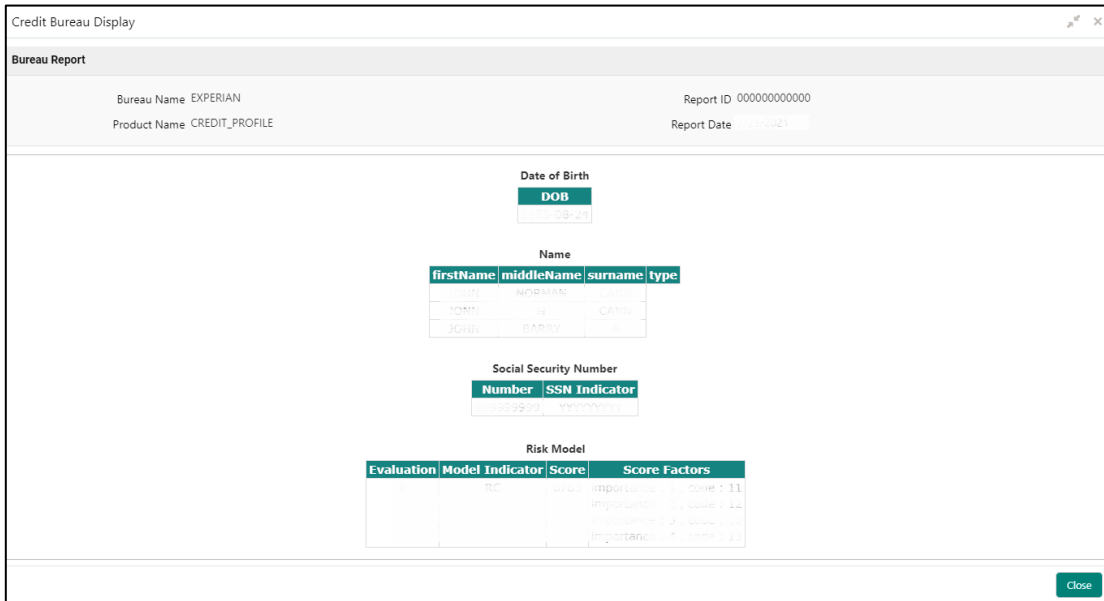 Credit Bureau Display
Bureau Report
Bureau Name EXPERIAN Report ID 000000000000
Product Name CREDIT_PROFILE Report Date
Date of Birth
DOB
Name
firstName middleName surname type
NORMAN
JOHN BARRY
Social Security Number
Number SSN Indicator
Risk Model
Evaluation Model Indicator Score Score Factors
RC code : 11
code : 12
Close